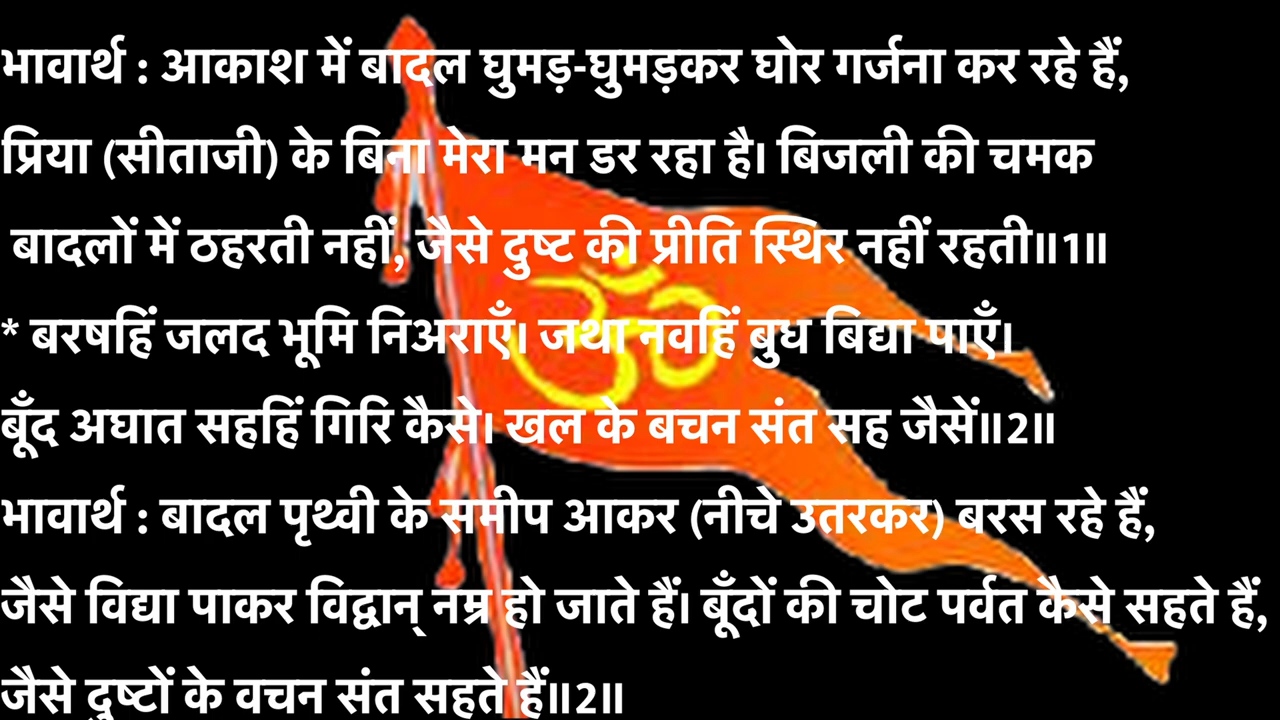 भावार्थ : आकाश में बादल घुमड़-घुमड़कर घोर गर्जना कर रहे हैं,
प्रिया (सीताजी) के बिना मेरा मन डर रहा है। बिजली की चमक
बादलों में ठहरती नहीं, जैसे दुष्ट की प्रीति स्थिर नहीं रहती॥1॥
* बरषहिं जलद भूमि निअराएँ। जथा नवहिं बुध बिद्या पाएँ।
बूँद अघात सहहिं गिरि कैसे। खल के बचन संत सह जैसें॥2॥
भावार्थ : बादल पृथ्वी के समीप आकर (नीचे उतरकर) बरस रहे हैं,
जैसे विद्या पाकर विद्वान् नम्र हो जाते हैं। बूँदों की चोट पर्वत कैसे सहते हैं,
जैसे दुष्टों के वचन संत सहते हैं॥2॥
ॐ